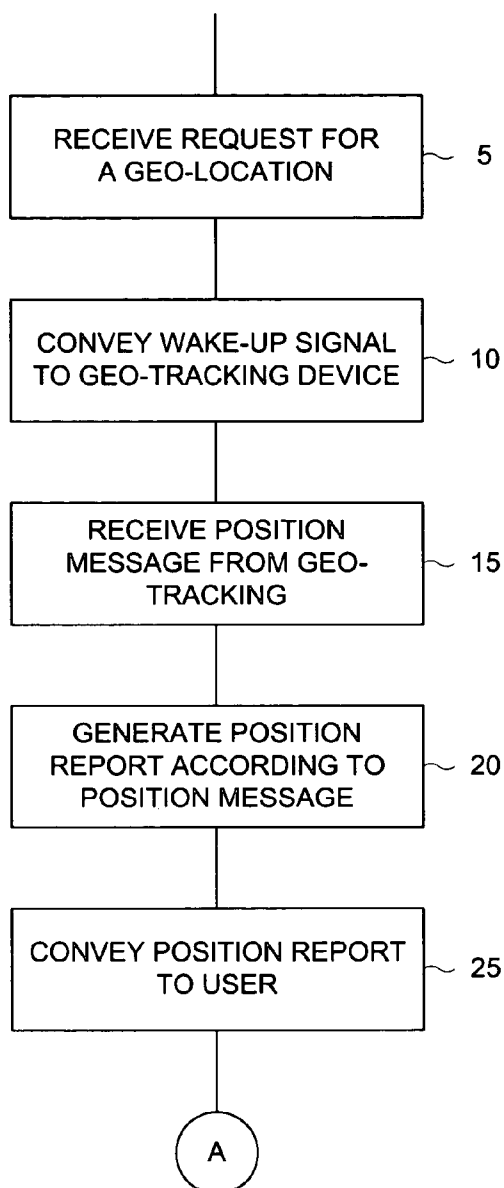 RECEIVE REQUEST FOR
A GEO-LOCATION
5
CONVEY WAKE-UP SIGNAL
TO GEO-TRACKING DEVICE
10
RECEIVE POSITION
MESSAGE FROM GEO-
TRACKING
15
GENERATE POSITION
REPORT ACCORDING TO
POSITION MESSAGE
20
CONVEY POSITION REPORT
TO USER
25
A